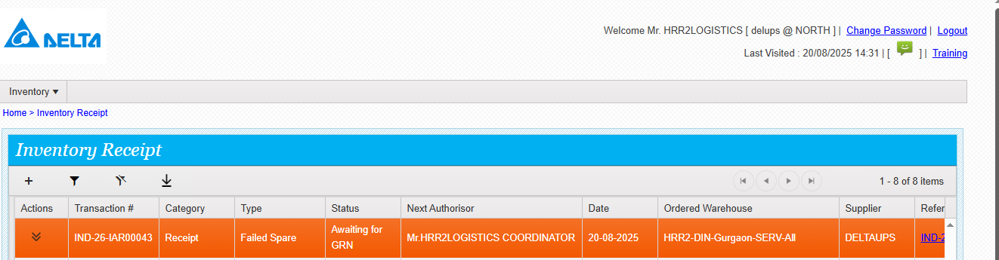 DELTA
Welcome Mr. HRR2LOGISTICS [ delups @ NORTH ] | Change Password | Logout
Last Visited : 20/08/2025 14:31 | [ ] | Training
Inventory
Home > Inventory Receipt
Inventory Receipt
1 - 8 of 8 items
Actions Transaction # Category Type Status Next Authorisor Date Ordered Warehouse Supplier Refer
IND-26-IAR00043 Receipt Failed Spare Awaiting for GRN Mr.HRR2LOGISTICS COORDINATOR 20-08-2025 HRR2-DIN-Gurgaon-SERV-All DELTAUPS IND-2